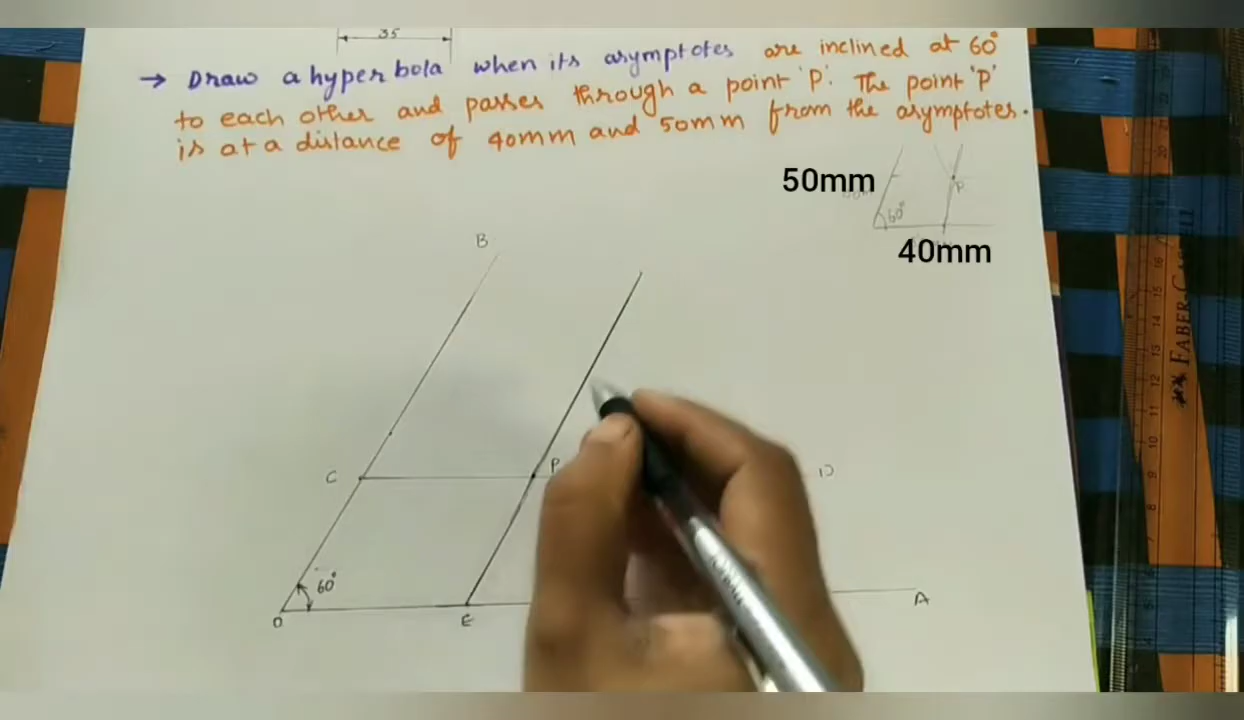 35
→ Draw a hyperbola when its asymptotes are inclined at 60°
to each other and passes through a point 'P'. The point 'P'
is at a distance of 40mm and 50mm from the asymptotes.
50mm
P
60°
40mm
B
C
P
D
60°
O
E
A
FABER-CASTELL